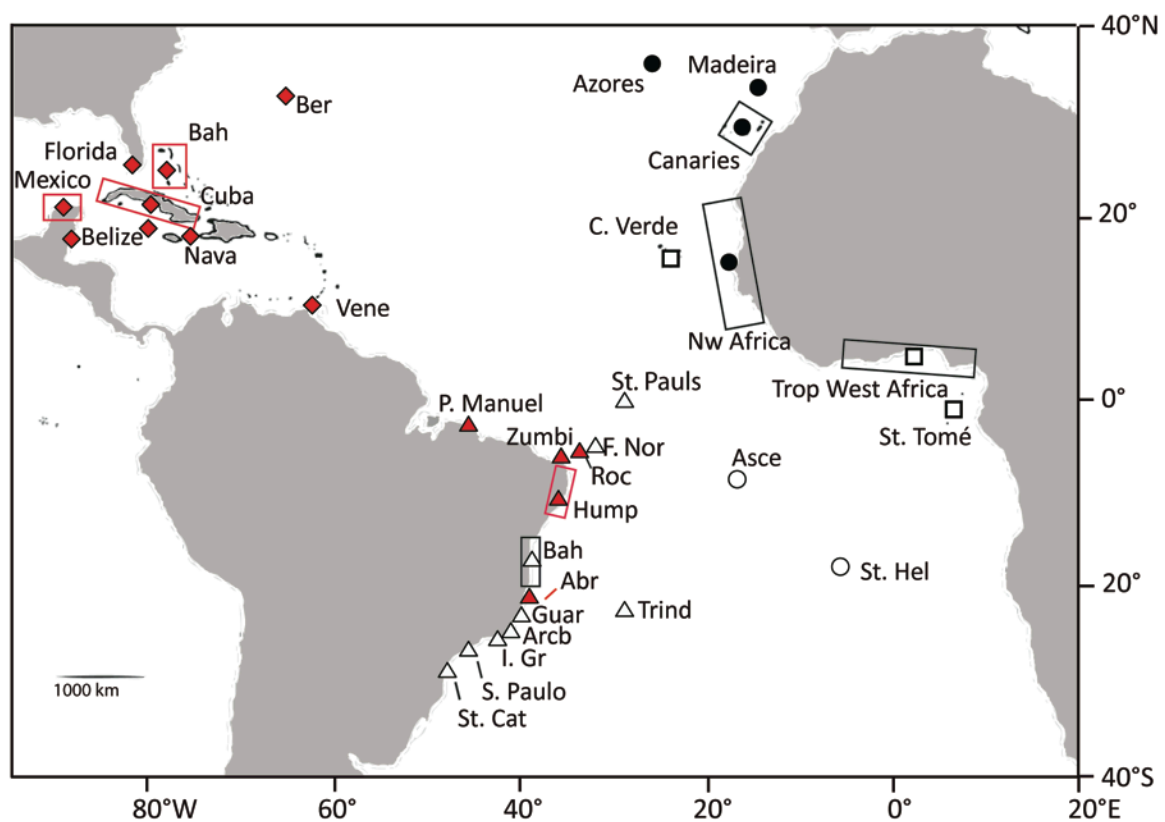 40°N
Madeira
Azores
Ber
Bah
Florida
Canaries
Mexico
Cuba
20°
C. Verde
Belize
Nava
Vene
Nw Africa
St. Pauls
Trop West Africa
0°
P. Manuel
Zumbi
F. Nor
St. Tomé
Asce
Roc
Hump
Bah
Abr
St. Hel
20°
Guar
Trind
Arcb
I. Gr
1000 km
S. Paulo
St. Cat
40°S
80°W
60°
40°
20°
0°
20°E